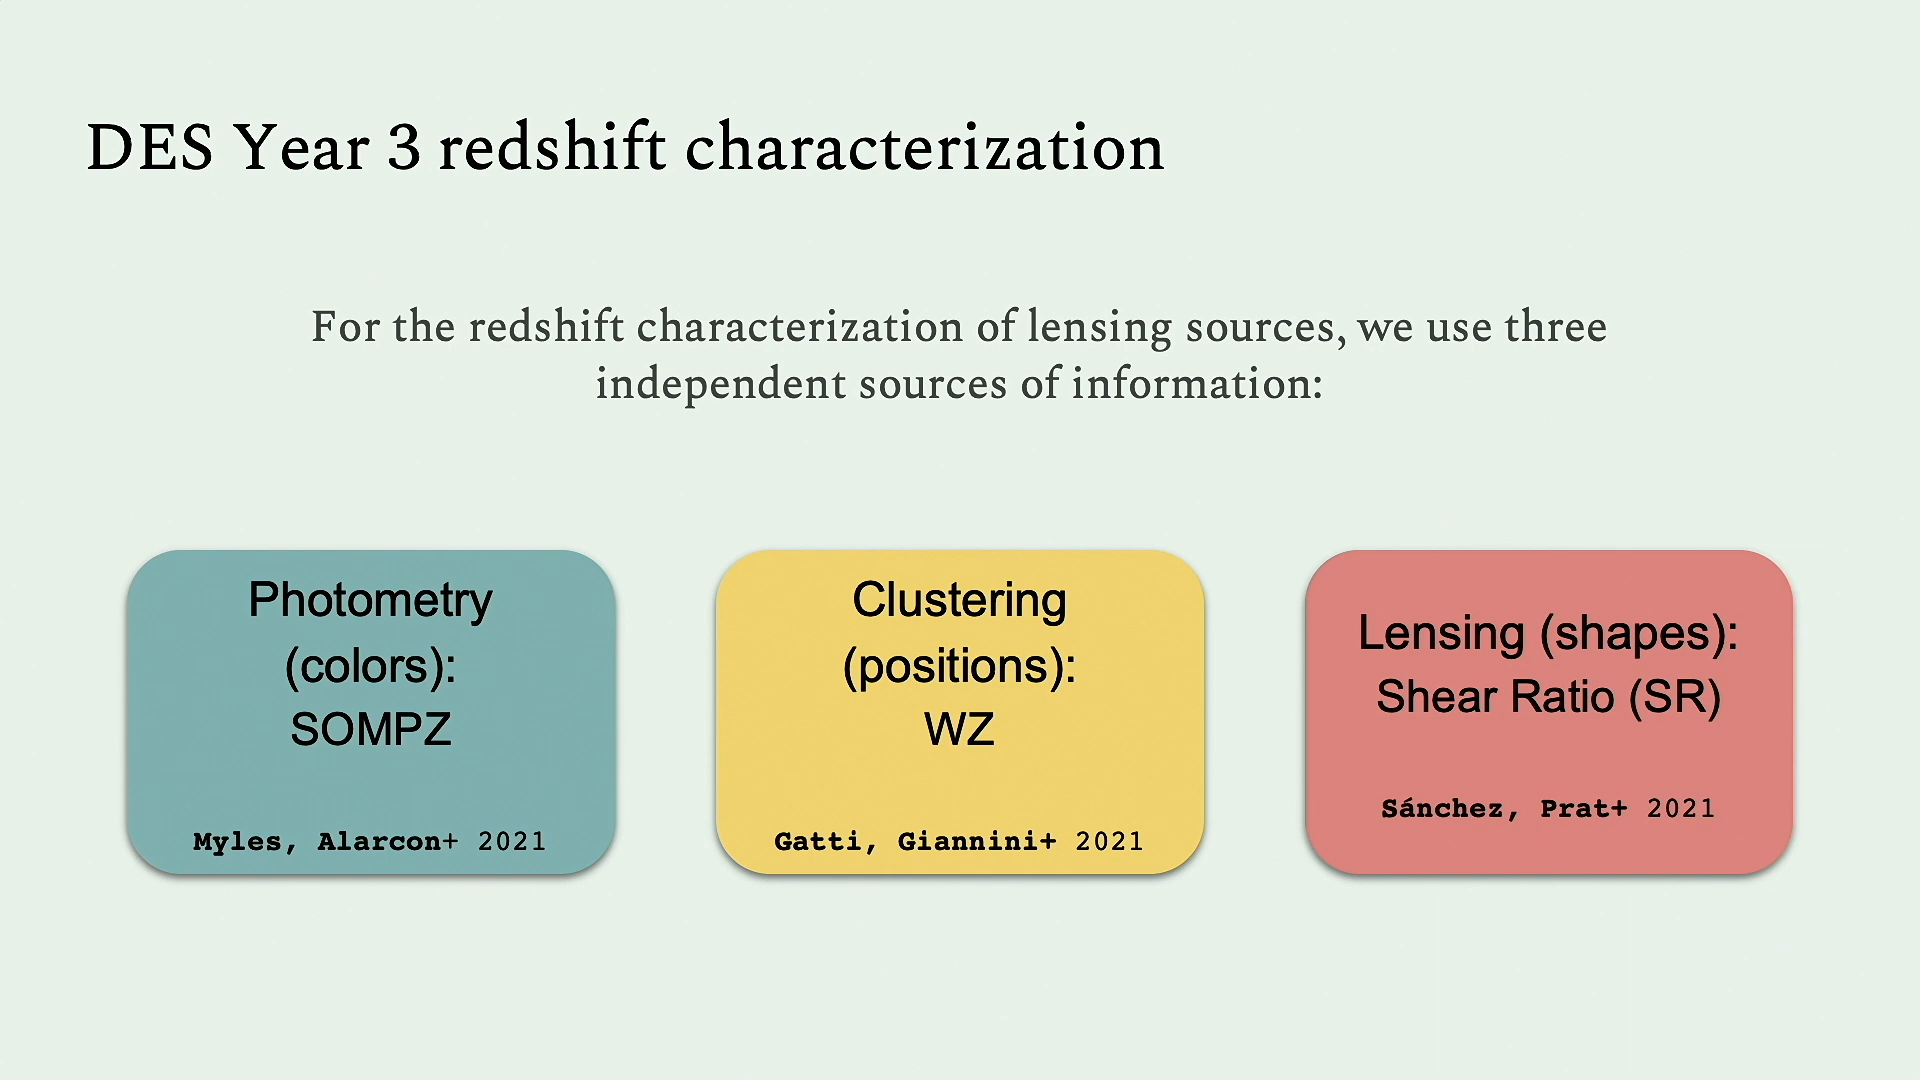 DES Year 3 redshift characterization
For the redshift characterization of lensing sources, we use three
independent sources of information:
Photometry
(colors):
SOMPZ
Myles, Alarcon+ 2021
Clustering
(positions):
WZ
Gatti, Giannini+ 2021
Lensing (shapes):
Shear Ratio (SR)
Sánchez, Prat+ 2021